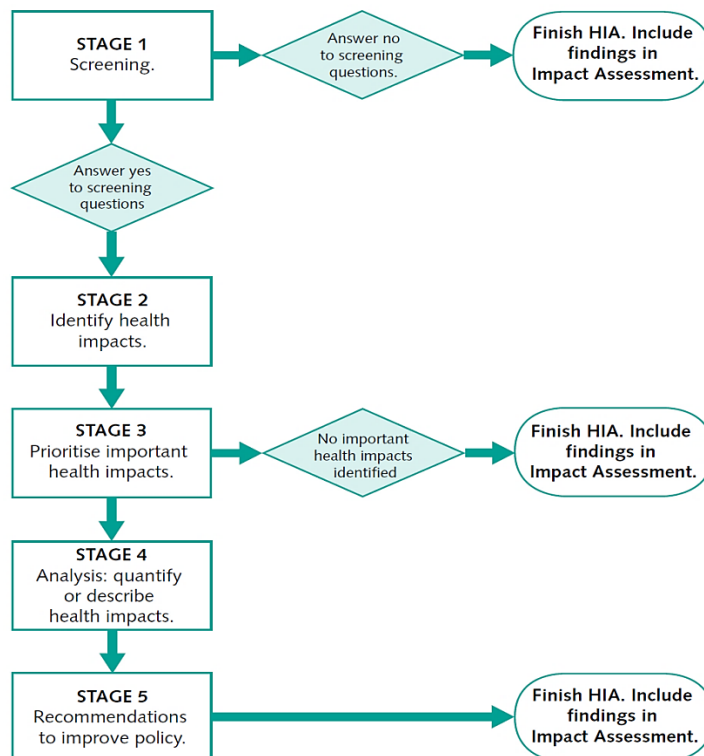 STAGE 1
Screening.
Answer no
to screening
questions.
Finish HIA. Include
findings in
Impact Assessment.
Answer yes
to screening
questions
STAGE 2
Identify health
impacts.
STAGE 3
Prioritise important
health impacts.
No important
health impacts
identified
Finish HIA. Include
findings in
Impact Assessment.
STAGE 4
Analysis: quantify
or describe
health impacts.
STAGE 5
Recommendations
to improve policy.
Finish HIA. Include
findings in
Impact Assessment.